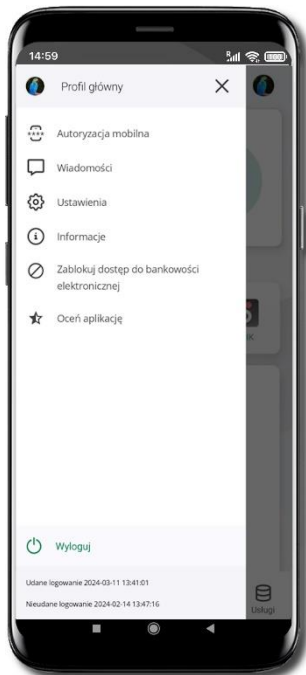 14:59
Profil główny
Autoryzacja mobilna
Wiadomości
Ustawienia
Informacje
Zablokuj dostęp do bankowości
elektronicznej
Oceń aplikację
IK
Wyloguj
Udane logowanie 2024-03-11 13:41:01
Nieudane logowanie 2024-02-14 13:47:16
Usługi